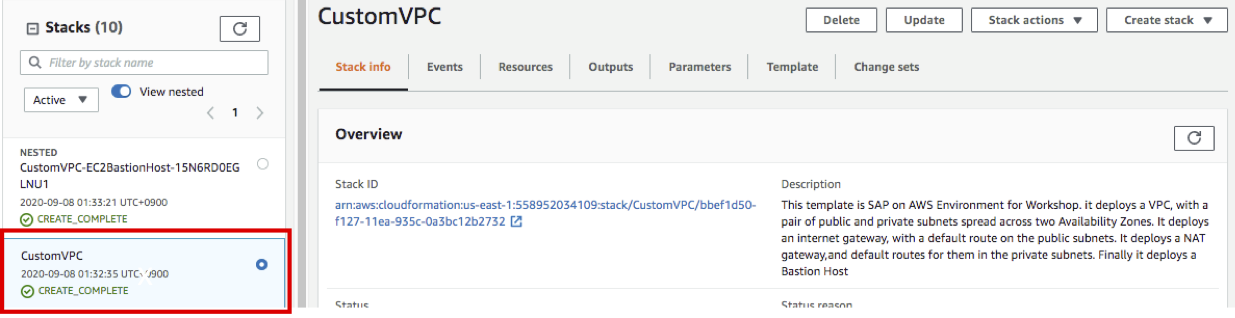 Stacks (10)
Filter by stack name
Active
View nested
1
NESTED
CustomVPC-EC2BastionHost-15N6RD0EG
LNU1
2020-09-08 01:33:21 UTC+0900
CREATE_COMPLETE
CustomVPC
2020-09-08 01:32:35 UTC+0900
CREATE_COMPLETE
CustomVPC
Delete
Update
Stack actions
Create stack
Stack info
Events
Resources
Outputs
Parameters
Template
Change sets
Overview
Stack ID
arn:aws:cloudformation:us-east-1:558952034109:stack/CustomVPC/bbef1d50-
f127-11ea-935c-0a3bc12b2732
Description
This template is SAP on AWS Environment for Workshop. it deploys a VPC, with a
pair of public and private subnets spread across two Availability Zones. It deploys
an internet gateway, with a default route on the public subnets. It deploys a NAT
gateway,and default routes for them in the private subnets. Finally it deploys a
Bastion Host
Status
Status reason